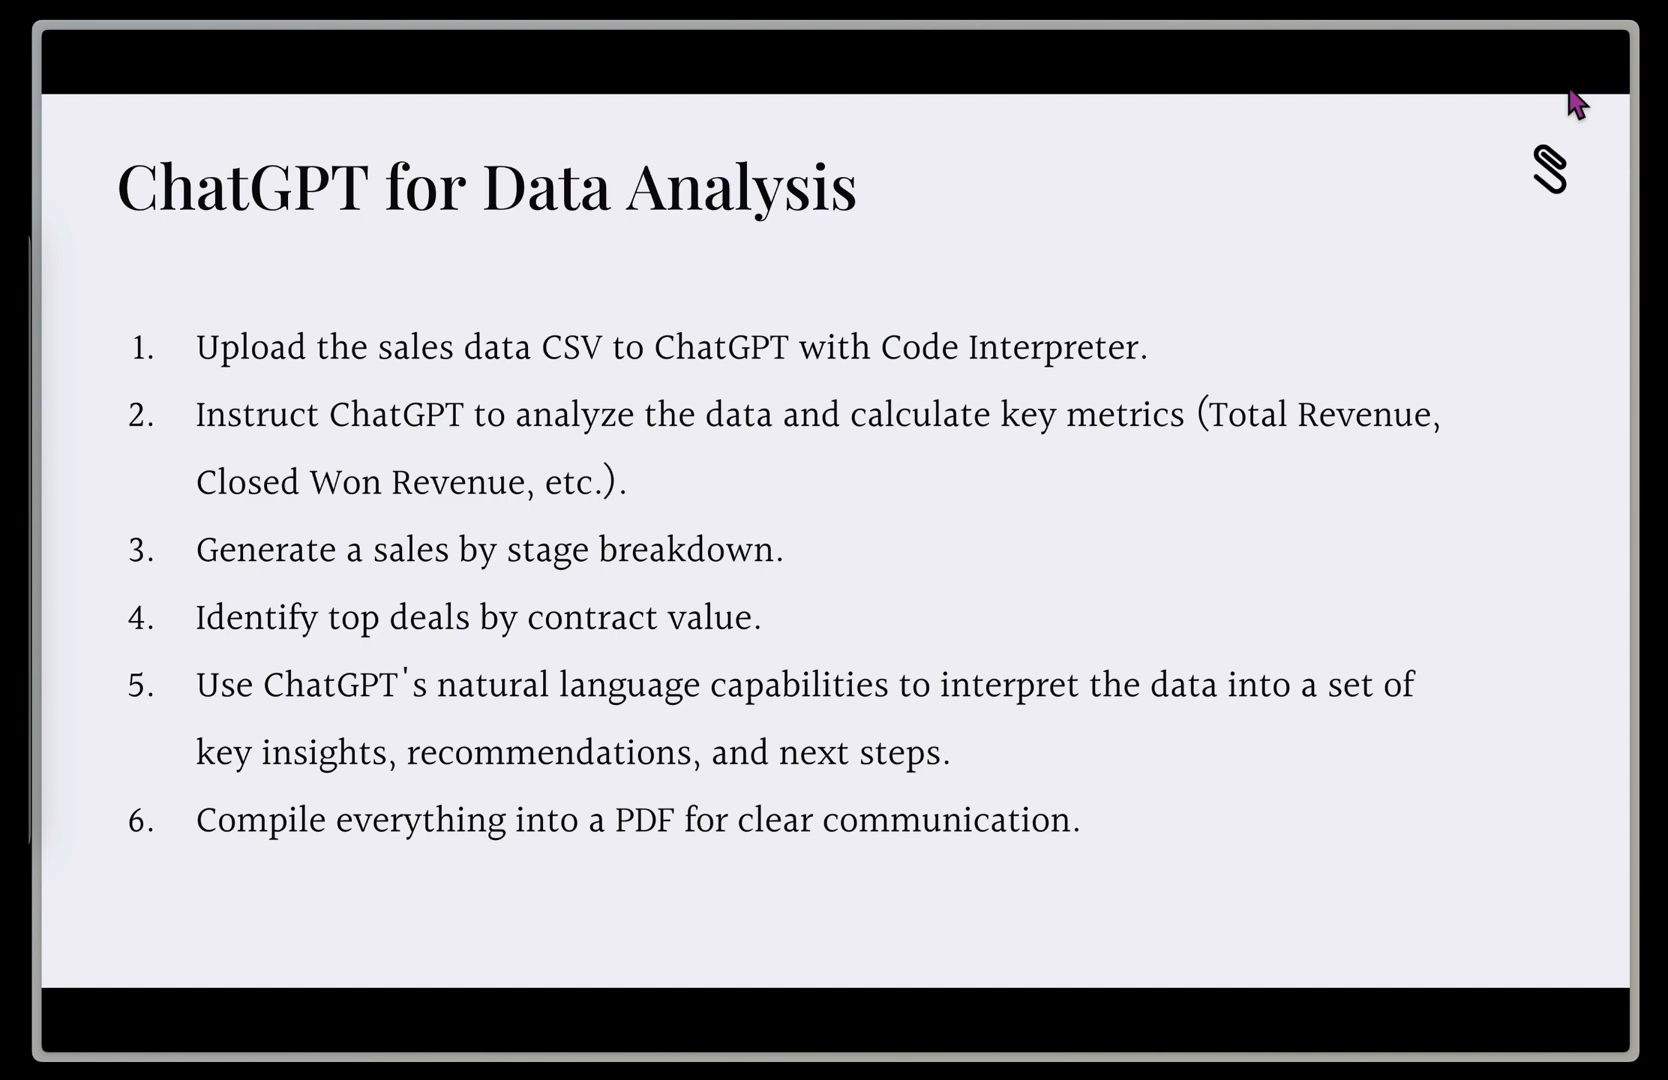 ChatGPT for Data Analysis
1. Upload the sales data CSV to ChatGPT with Code Interpreter.
2. Instruct ChatGPT to analyze the data and calculate key metrics (Total Revenue,
Closed Won Revenue, etc.).
3. Generate a sales by stage breakdown.
4. Identify top deals by contract value.
5. Use ChatGPT's natural language capabilities to interpret the data into a set of
key insights, recommendations, and next steps.
6. Compile everything into a PDF for clear communication.